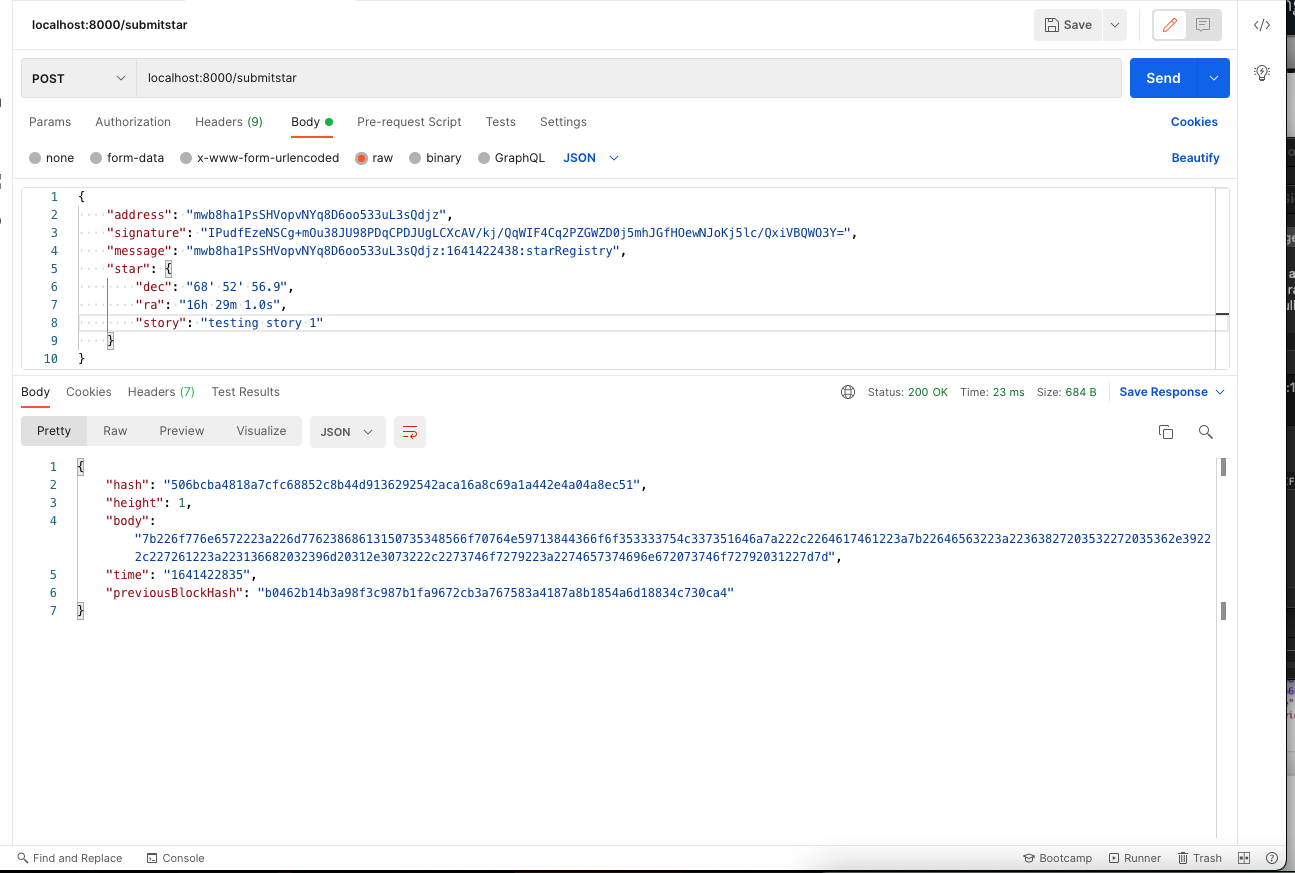 localhost:8000/submitstar
Save
POST
localhost:8000/submitstar
Send
Params Authorization Headers (9) Body Pre-request Script Tests Settings Cookies
none form-data x-www-form-urlencoded raw binary GraphQL JSON Beautify
1 {
2 "address": "mwb8ha1PsSHVopvNYq8D6oo533uL3sQdjz",
3 "signature": "IPudfEzeNSCg+mOu38JU98PDqCPDJUgLCXcAV/kj/QqWIF4Cq2PZGWZD0j5mhJGfHOewNJoKj5lc/QxiVBQWO3Y=",
4 "message": "mwb8ha1PsSHVopvNYq8D6oo533uL3sQdjz:1641422438:starRegistry",
5 "star": {
6 "dec": "68' 52' 56.9",
7 "ra": "16h 29m 1.0s",
8 "story": "testing story 1"
9 }
10 }
Body Cookies Headers (7) Test Results Status: 200 OK Time: 23 ms Size: 684 B Save Response
Pretty Raw Preview Visualize JSON
1 {
2 "hash": "506bcba4818a7cfc68852c8b44d9136292542aca16a8c69a1a442e4a04a8ec51",
3 "height": 1,
4 "body":
"7b226f776e6572223a226d77623868613150735348566f70764e59713844366f6f353333754c337351646a7a222c2264617461223a7b22646563223a22363827203532272035362e3922
2c227261223a223136682032396d20312e3073222c2273746f7279223a2274657374696e672073746f72792031227d7d",
5 "time": "1641422835",
6 "previousBlockHash": "b0462b14b3a98f3c987b1fa9672cb3a767583a4187a8b1854a6d18834c730ca4"
7 }
Find and Replace Console Bootcamp Runner Trash